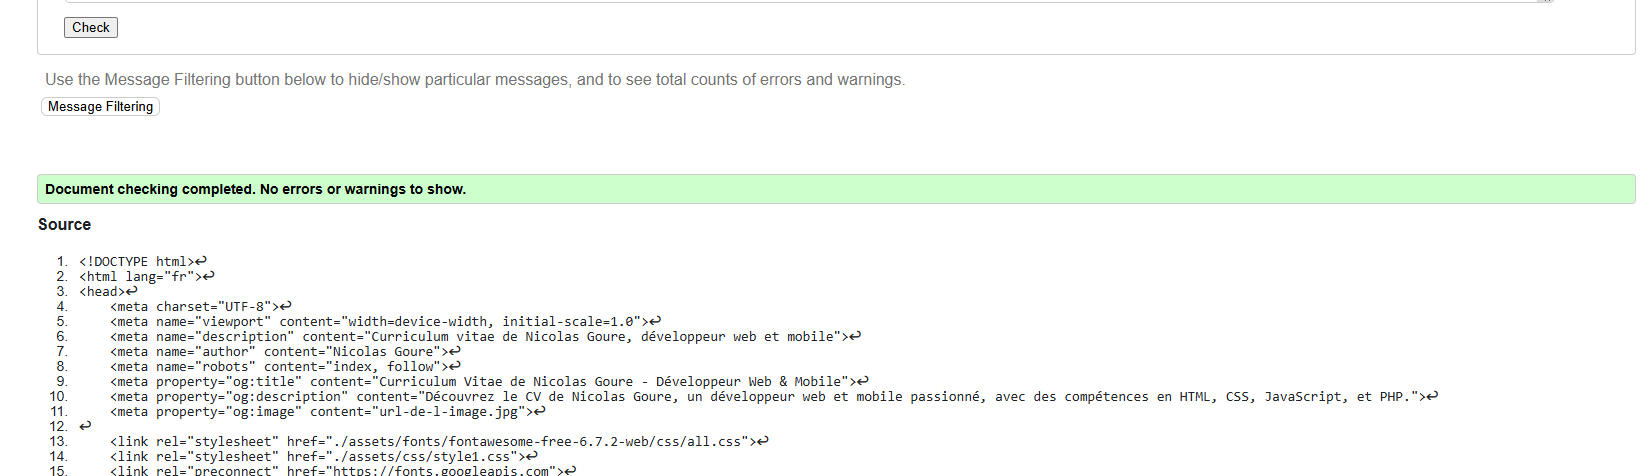 Check
Use the Message Filtering button below to hide/show particular messages, and to see total counts of errors and warnings.
Message Filtering
Document checking completed. No errors or warnings to show.
Source
1. <!DOCTYPE html>↩
2. <html lang="fr">↩
3. <head>↩
4.     <meta charset="UTF-8">↩
5.     <meta name="viewport" content="width=device-width, initial-scale=1.0">↩
6.     <meta name="description" content="Curriculum vitae de Nicolas Goure, développeur web et mobile">↩
7.     <meta name="author" content="Nicolas Goure">↩
8.     <meta name="robots" content="index, follow">↩
9.     <meta property="og:title" content="Curriculum Vitae de Nicolas Goure - Développeur Web & Mobile">↩
10.     <meta property="og:description" content="Découvrez le CV de Nicolas Goure, un développeur web et mobile passionné, avec des compétences en HTML, CSS, JavaScript, et PHP.">↩
11.     <meta property="og:image" content="url-de-l-image.jpg">↩
12. ↩
13.     <link rel="stylesheet" href="./assets/fonts/fontawesome-free-6.7.2-web/css/all.css">↩
14.     <link rel="stylesheet" href="./assets/css/style1.css">↩
15.     <link rel="preconnect" href="https://fonts.googleapis.com">↩